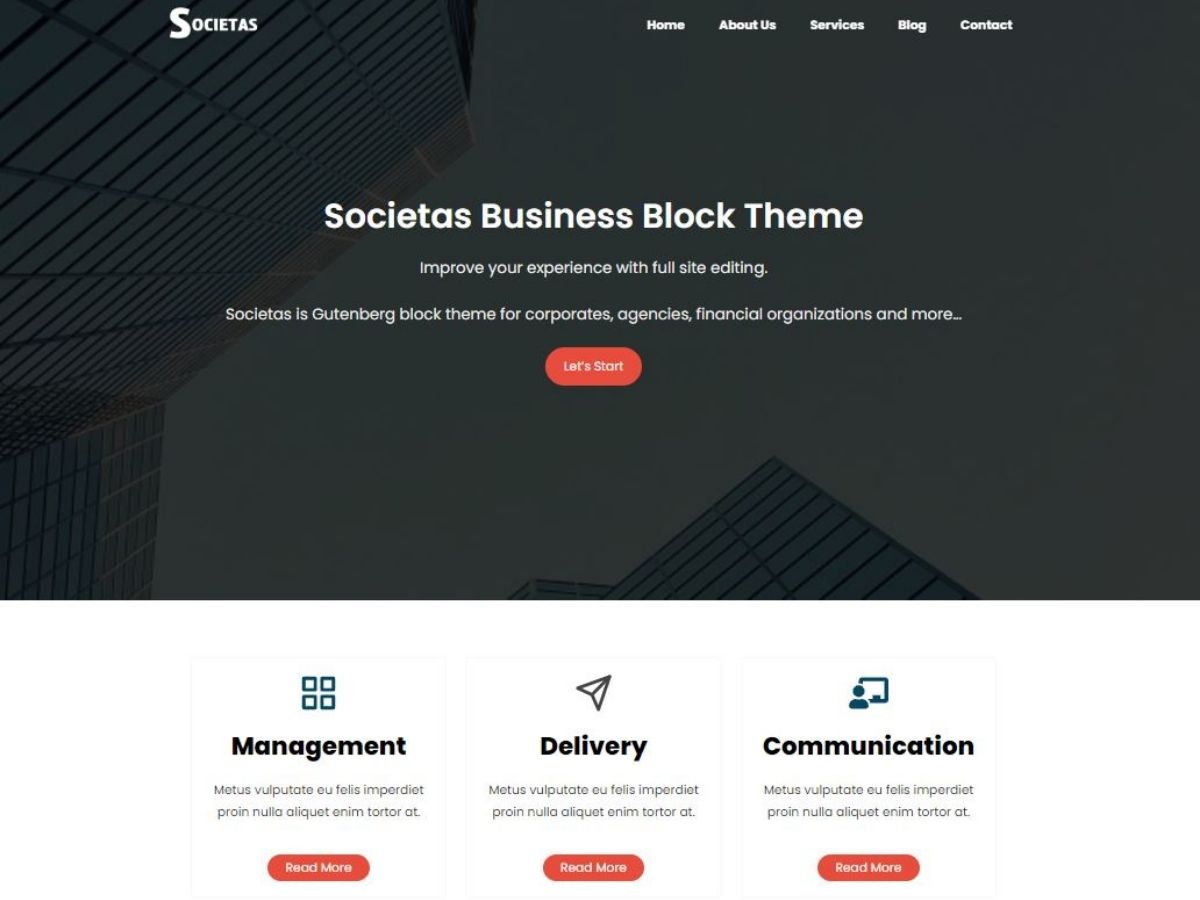 SOCIETAS
Home About Us Services Blog Contact
Societas Business Block Theme
Improve your experience with full site editing.
Societas is Gutenberg block theme for corporates, agencies, financial organizations and more...
Let's Start
Management
Metus vulputate eu felis imperdiet
proin nulla aliquet enim tortor at.
Read More
Delivery
Metus vulputate eu felis imperdiet
proin nulla aliquet enim tortor at.
Read More
Communication
Metus vulputate eu felis imperdiet
proin nulla aliquet enim tortor at.
Read More